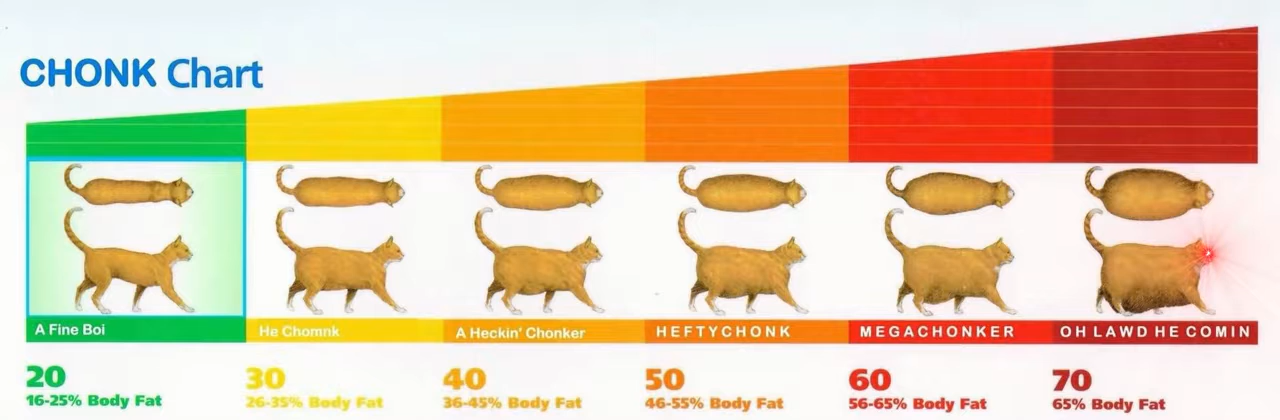 CHONK Chart
A Fine Boi
He Chomnk
A Heckin' Chonker
HEFTYCHONK
MEGACHONKER
OH LAWD HE COMIN
20
16-25% Body Fat
30
26-35% Body Fat
40
36-45% Body Fat
50
46-55% Body Fat
60
56-65% Body Fat
70
65% Body Fat